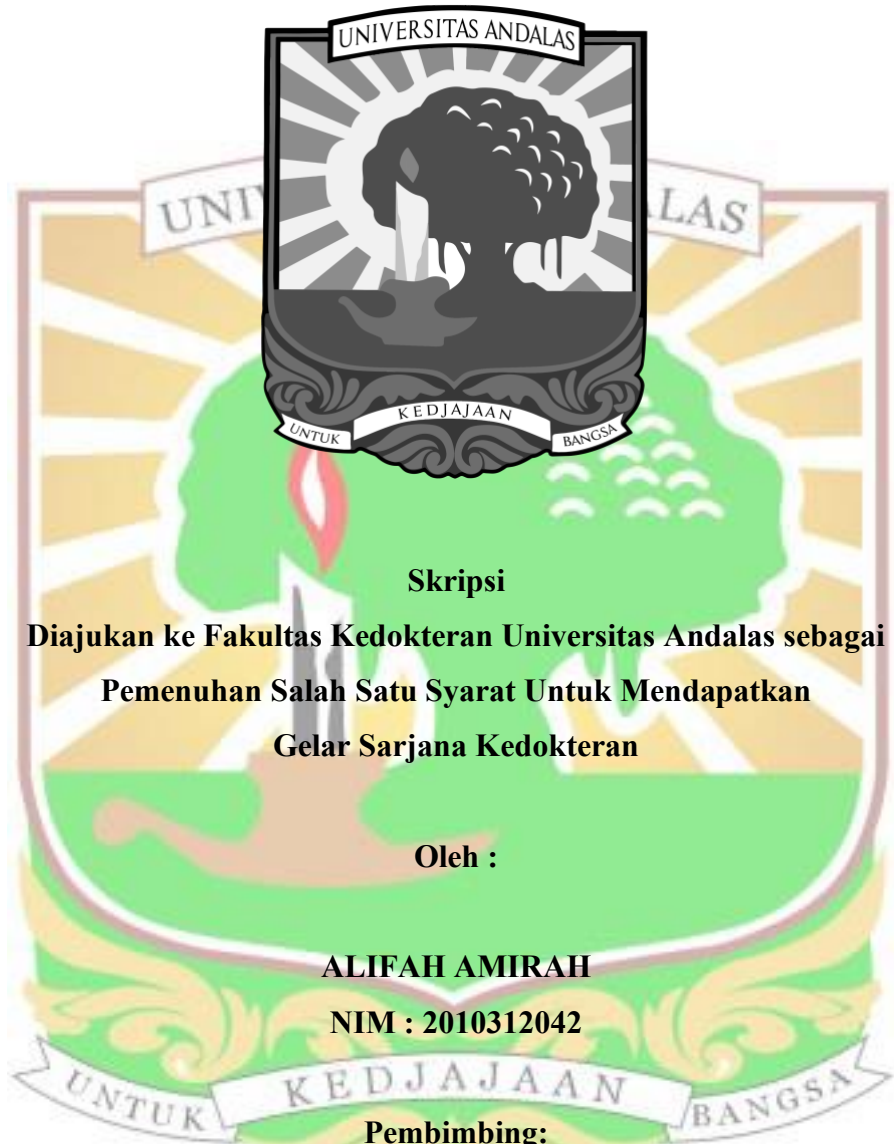 UNIVERSITAS ANDALAS
UNTUK KEDJAJAAN BANGSA
Skripsi
Diajukan ke Fakultas Kedokteran Universitas Andalas sebagai
Pemenuhan Salah Satu Syarat Untuk Mendapatkan
Gelar Sarjana Kedokteran
Oleh :
ALIFAH AMIRAH
NIM : 2010312042
UNTUK KEDJAJAAN BANGSA
Pembimbing: